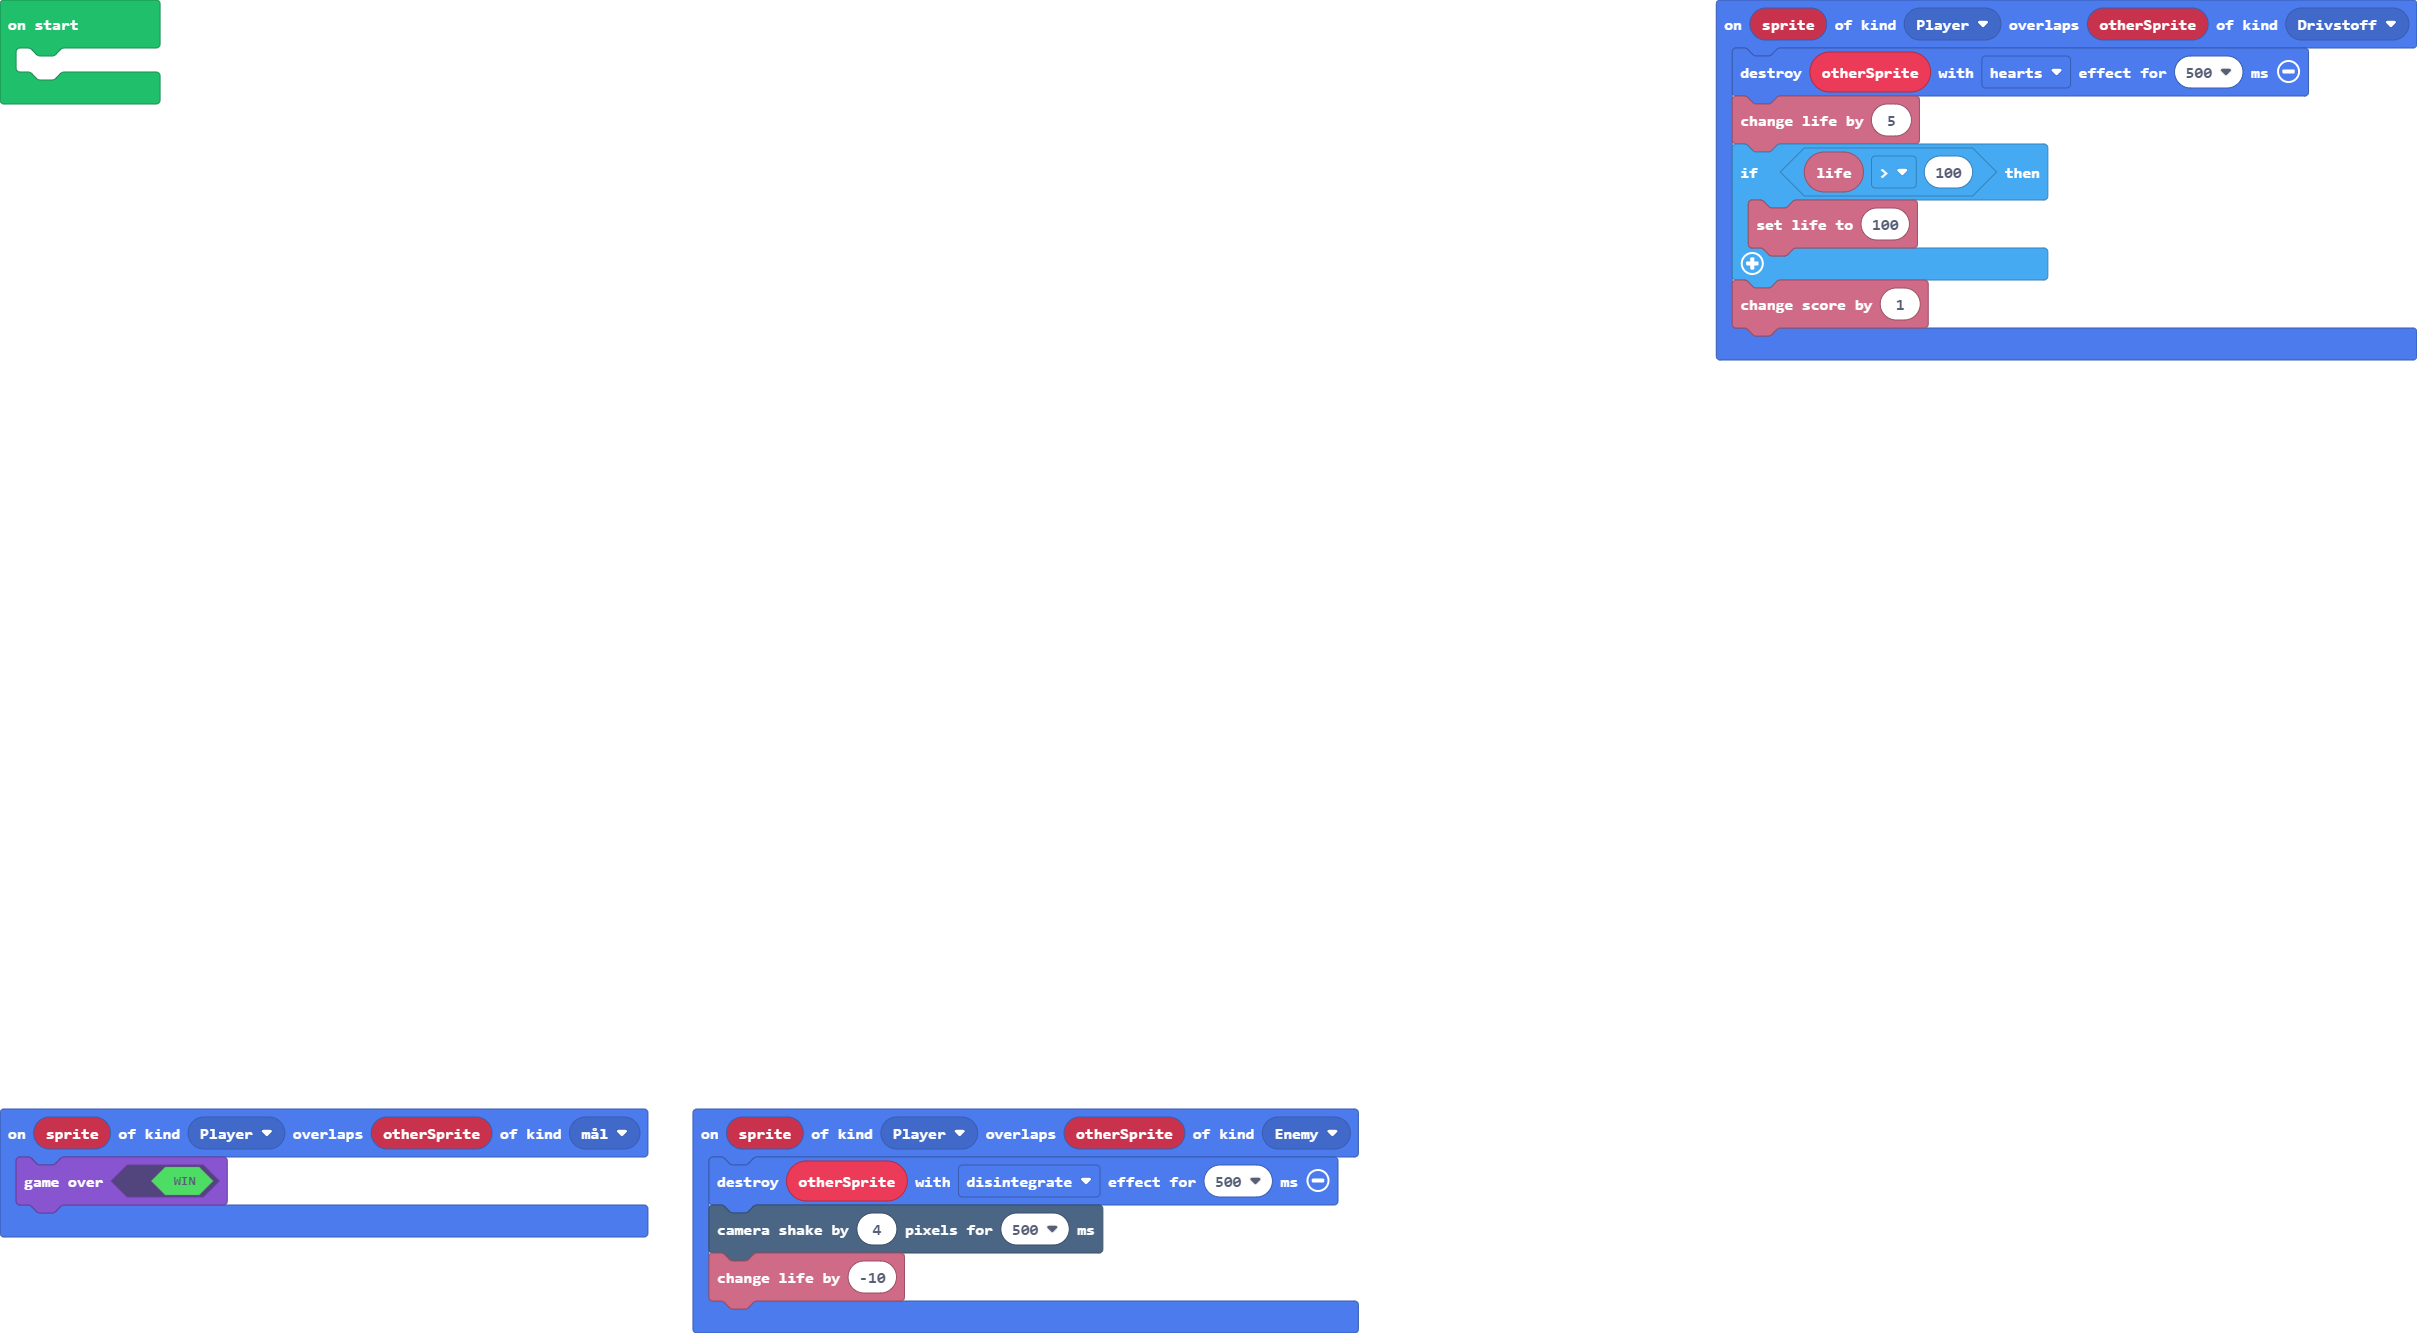 on start
on sprite of kind Player overlaps otherSprite of kind Drivstoff
destroy otherSprite with hearts effect for 500 ms
change life by 5
if life > 100 then
set life to 100
change score by 1
on sprite of kind Player overlaps otherSprite of kind mål
game over WIN
on sprite of kind Player overlaps otherSprite of kind Enemy
destroy otherSprite with disintegrate effect for 500 ms
camera shake by 4 pixels for 500 ms
change life by -10